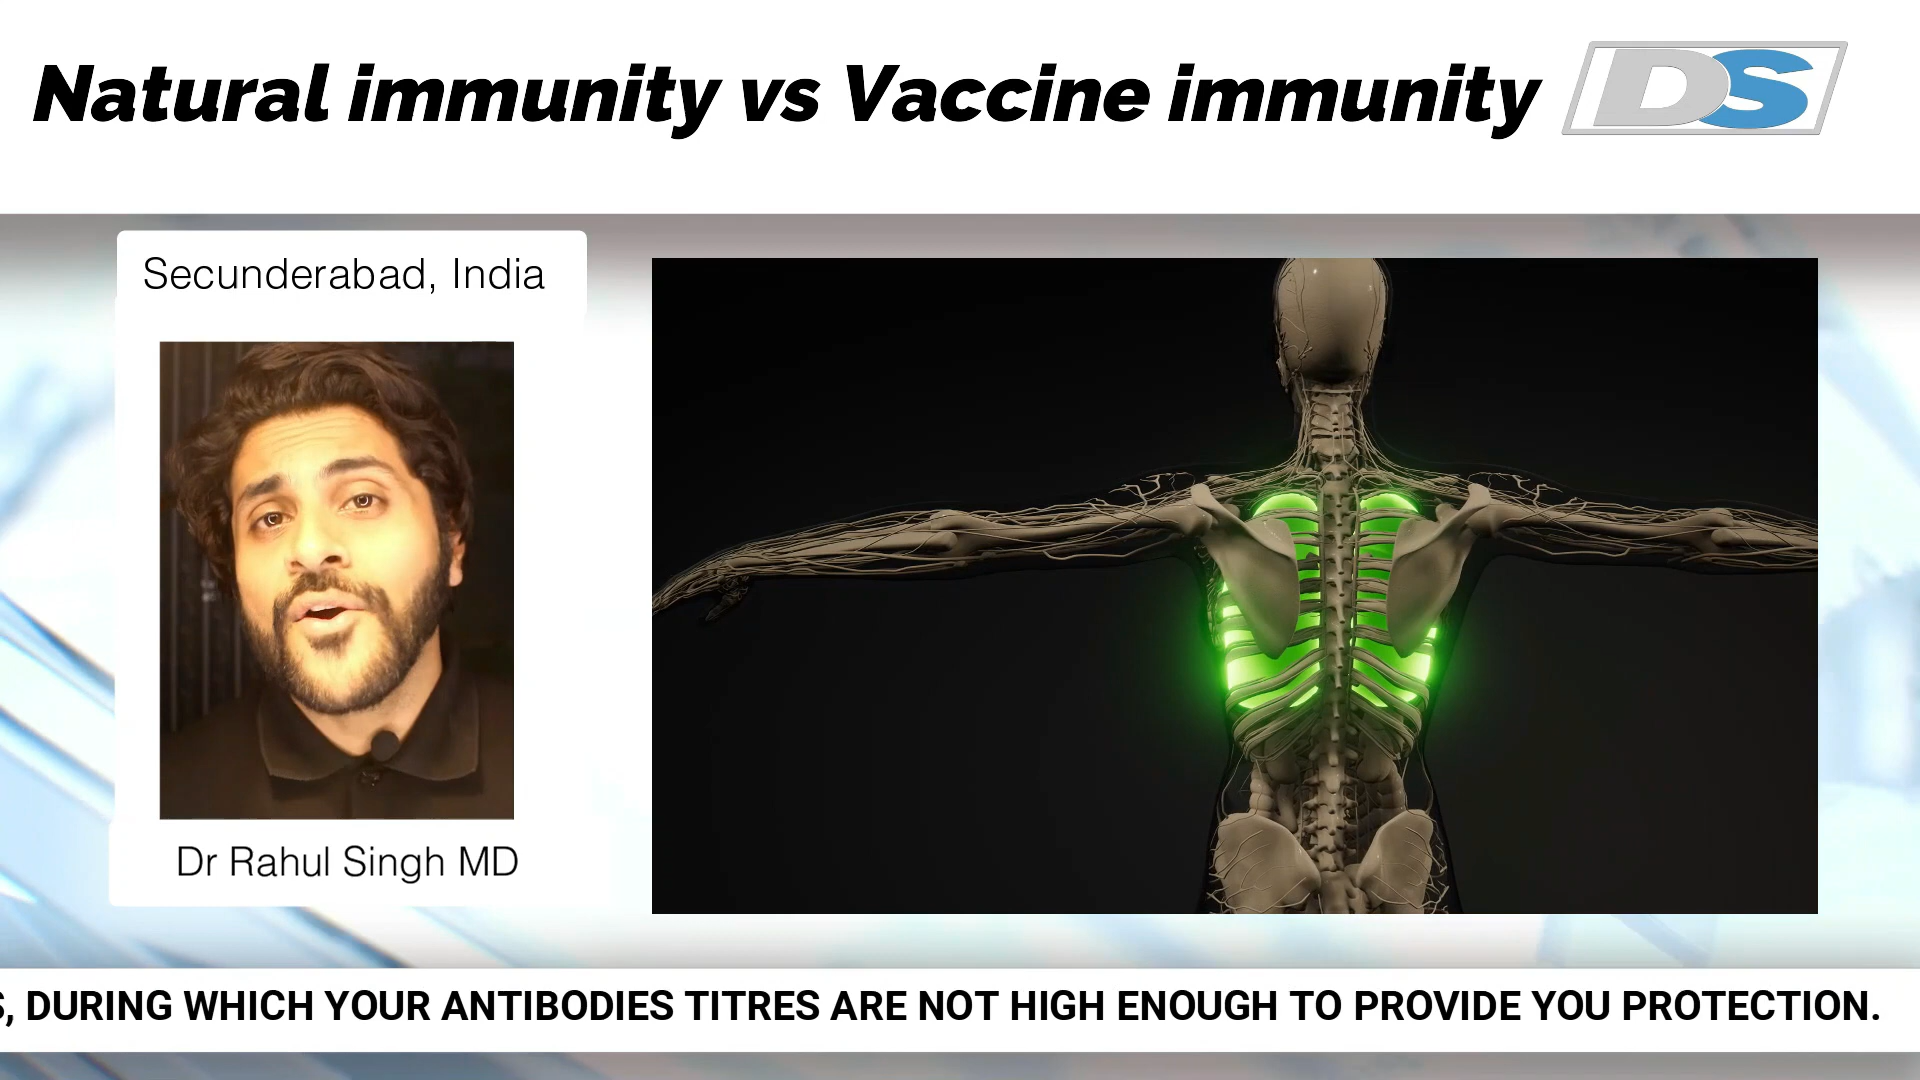 Natural immunity vs Vaccine immunity
DS
Secunderabad, India
Dr Rahul Singh MD
, DURING WHICH YOUR ANTIBODIES TITRES ARE NOT HIGH ENOUGH TO PROVIDE YOU PROTECTION.